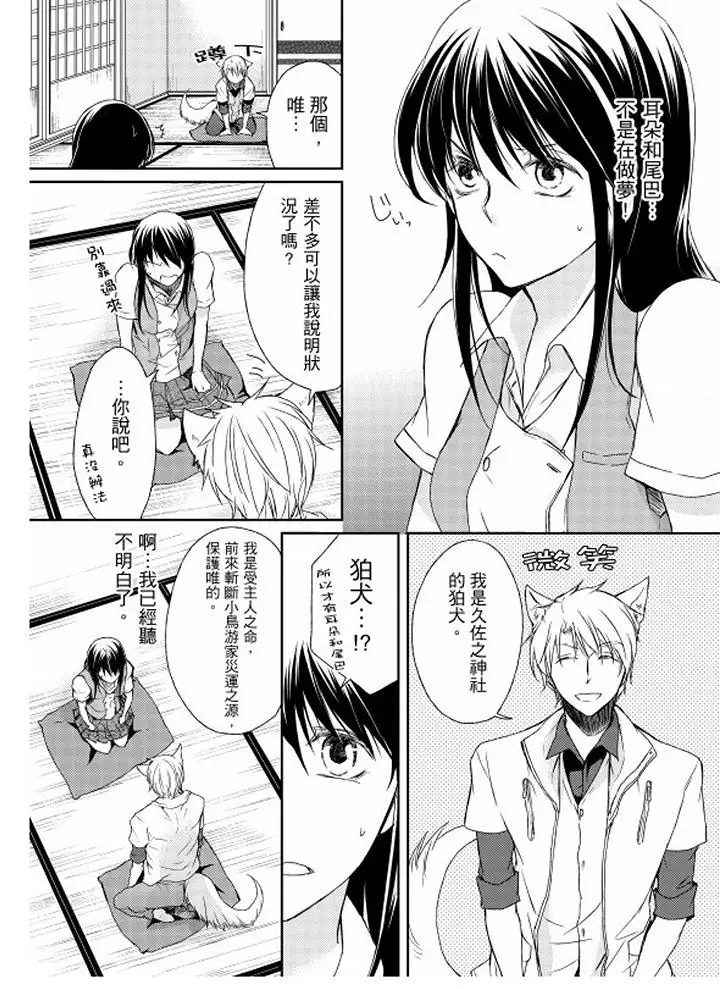 耳朵和尾巴…
不是在做夢！
じいっ
那個，
唯…
蹲下
差不多可以讓我說明狀
況了嗎？
別靠過來
…你說吧。
真沒辦法
我是久佐之神社
的狛犬。
微笑
狛犬…!?
所以才有耳朵和尾巴
我是受主人之命，
前來斬斷小鳥游家災運之源，
保護唯的。
啊…我已經聽
不明白了。